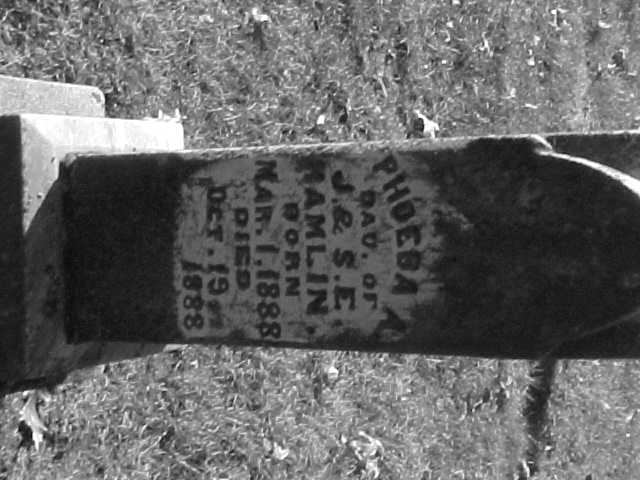 PHOEBA A
DAU. OF
J. & S. E.
HAMLIN.
BORN
MAR. 1. 1888
DIED
OCT. 19
1888